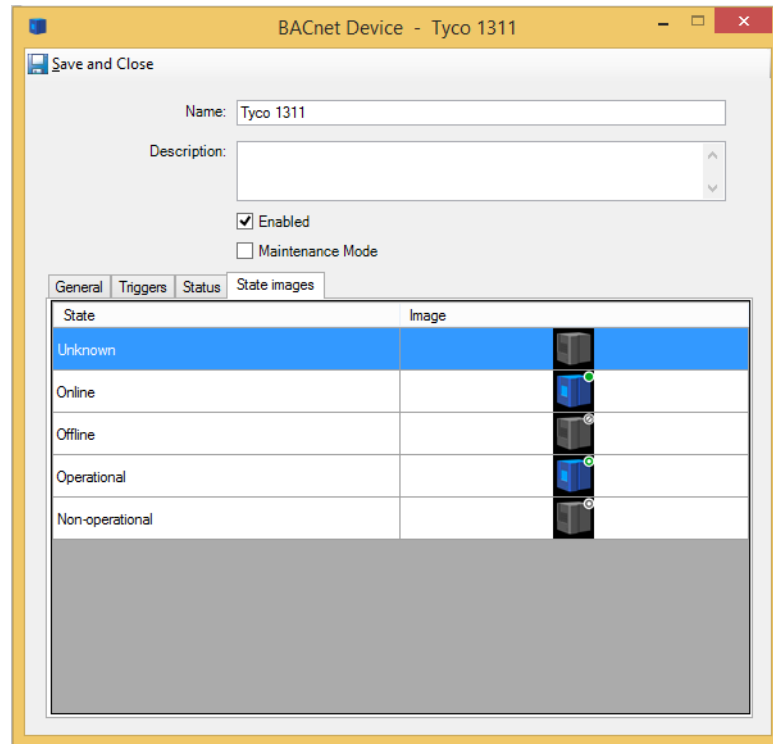 BACnet Device - Tyco 1311
Save and Close
Name: Tyco 1311
Description:
Enabled
Maintenance Mode
General Triggers Status State images
State Image
Unknown
Online
Offline
Operational
Non-operational